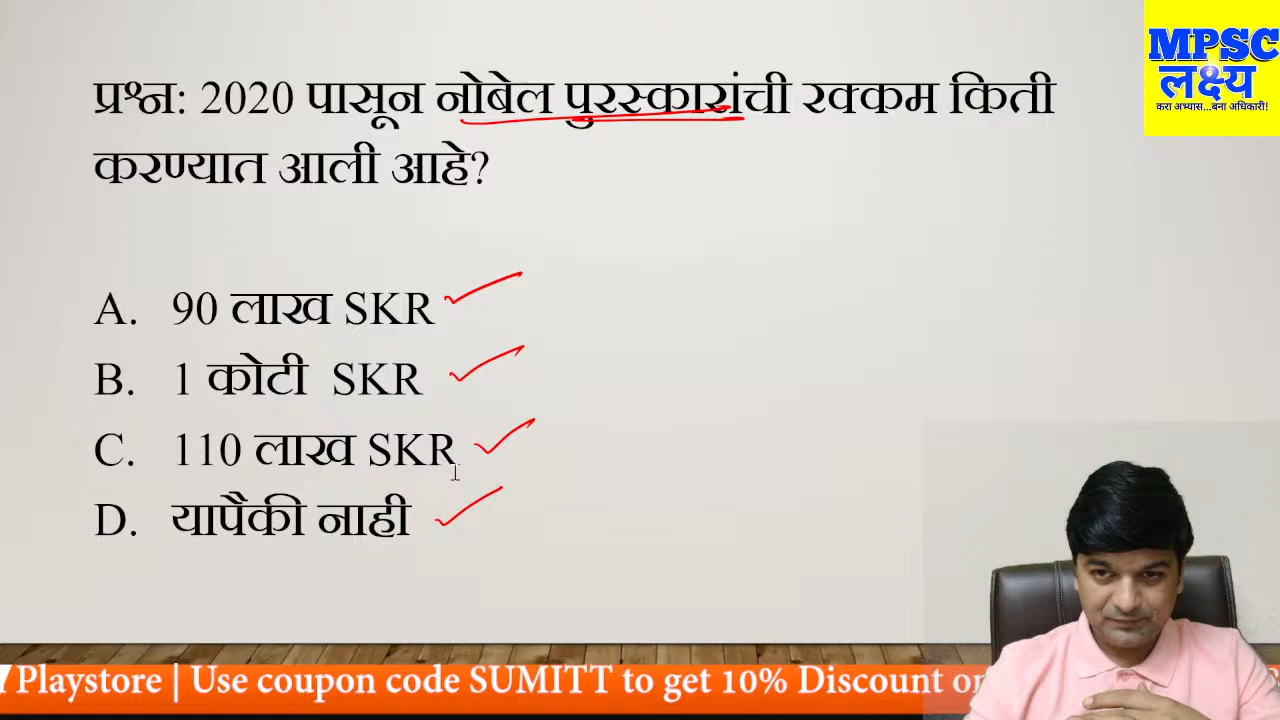 MPSC
लक्ष्य
करा अभ्यास...बना अधिकारी!
प्रश्न: 2020 पासून नोबेल पुरस्कारांची रक्कम किती
करण्यात आली आहे?
A. 90 लाख SKR
B. 1 कोटी SKR
C. 110 लाख SKR
D. यापैकी नाही
Playstore | Use coupon code SUMITT to get 10% Discount